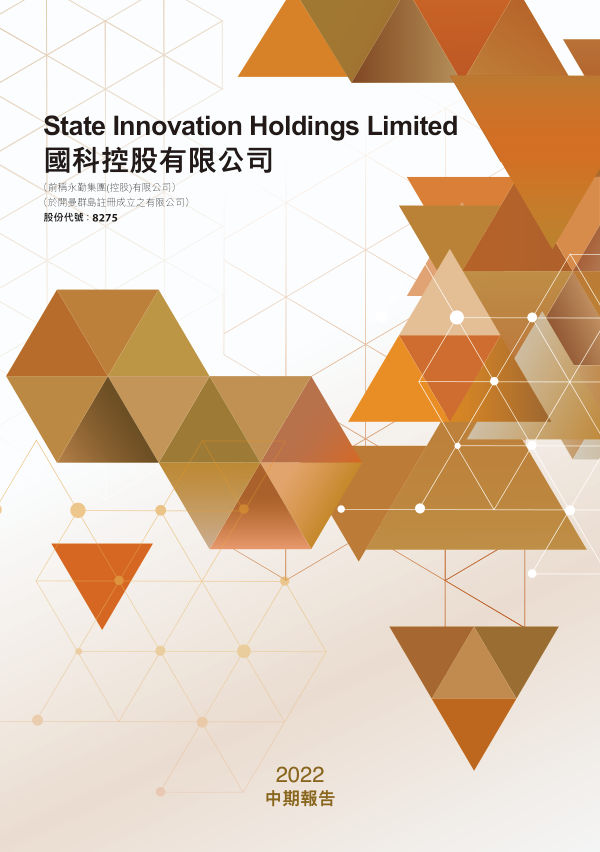 State Innovation Holdings Limited
國科控股有限公司
（前稱永勤集團(控股)有限公司）
（於開曼群島註冊成立之有限公司）
股份代號：8275
2022
中期報告